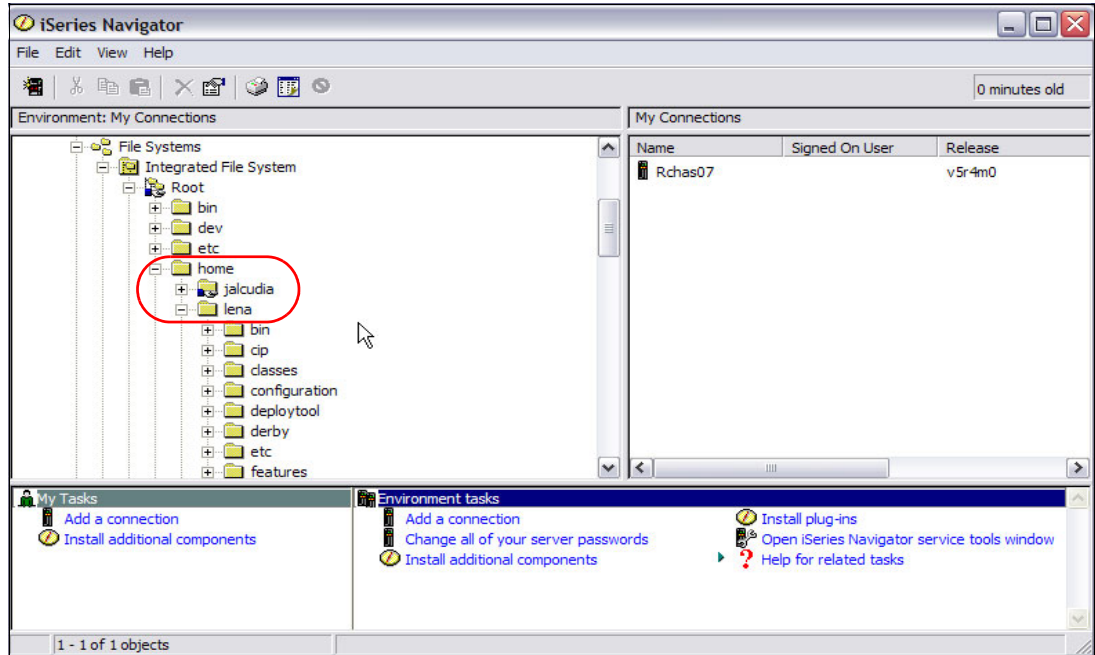 iSeries Navigator
File Edit View Help
0 minutes old
Environment: My Connections
My Connections
File Systems
Integrated File System
Root
bin
dev
etc
home
jalcudia
lena
bin
cip
classes
configuration
deploytool
derby
etc
features
Name Signed On User Release
Rchas07 v5r4m0
My Tasks
Add a connection
Install additional components
Environment tasks
Add a connection
Change all of your server passwords
Install additional components
Install plug-ins
Open iSeries Navigator service tools window
Help for related tasks
1 - 1 of 1 objects